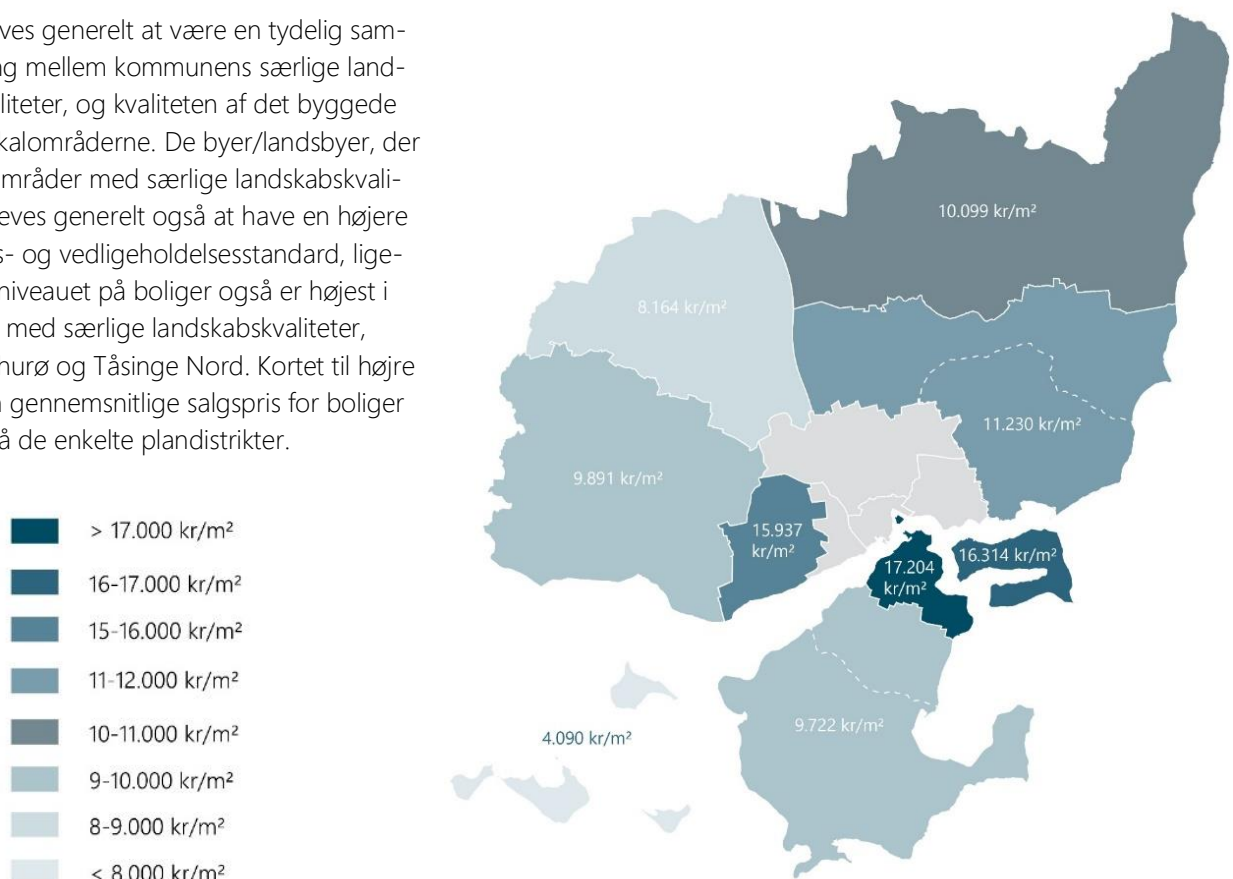 ves generelt at være en tydelig sam-
ng mellem kommunens særlige land-
liteter, og kvaliteten af det byggede
kalområderne. De byer/landsbyer, der
mråder med særlige landskabskvali-
eves generelt også at have en højere
s- og vedligeholdelsesstandard, lige-
niveauet på boliger også er højest i
med særlige landskabskvaliteter,
hurø og Tåsinge Nord. Kortet til højre
gennemsnitlige salgspris for boliger
å de enkelte plandistrikter.
> 17.000 kr/m²
16-17.000 kr/m²
15-16.000 kr/m²
11-12.000 kr/m²
10-11.000 kr/m²
9-10.000 kr/m²
8-9.000 kr/m²
< 8.000 kr/m²
10.099 kr/m²
8.164 kr/m²
11.230 kr/m²
9.891 kr/m²
15.937
kr/m²
16.314 kr/m²
17.204
kr/m²
9.722 kr/m²
4.090 kr/m²